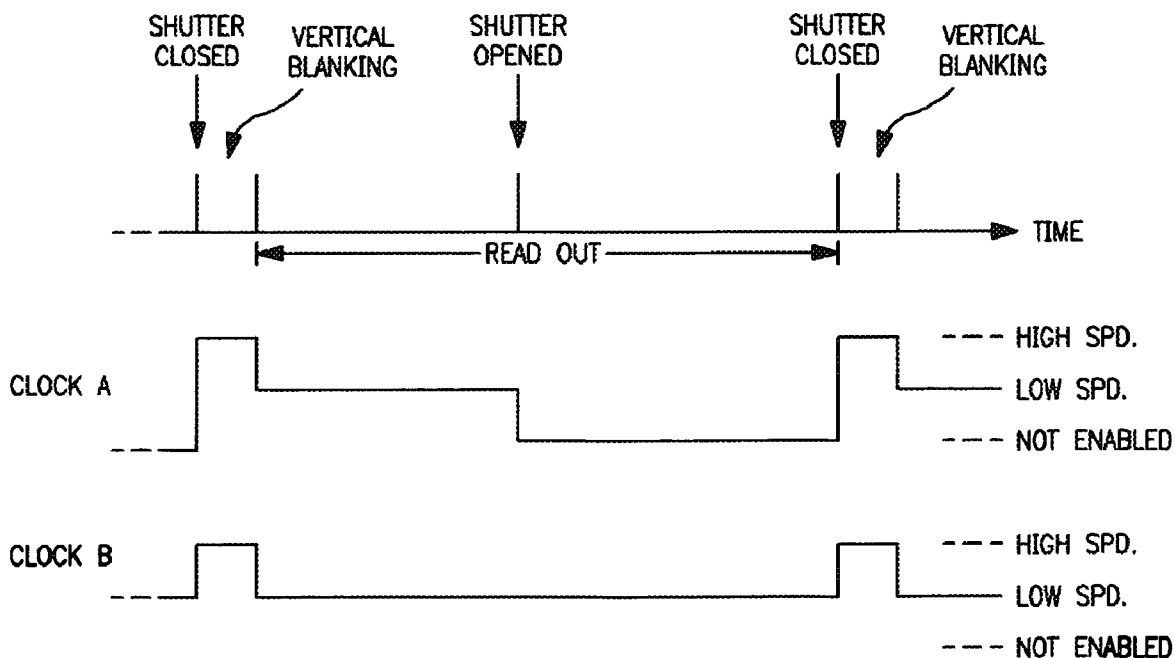 SHUTTER
CLOSED
VERTICAL
BLANKING
SHUTTER
OPENED
SHUTTER
CLOSED
VERTICAL
BLANKING
TIME
READ OUT
CLOCK A
HIGH SPD.
LOW SPD.
NOT ENABLED
CLOCK B
HIGH SPD.
LOW SPD.
NOT ENABLED